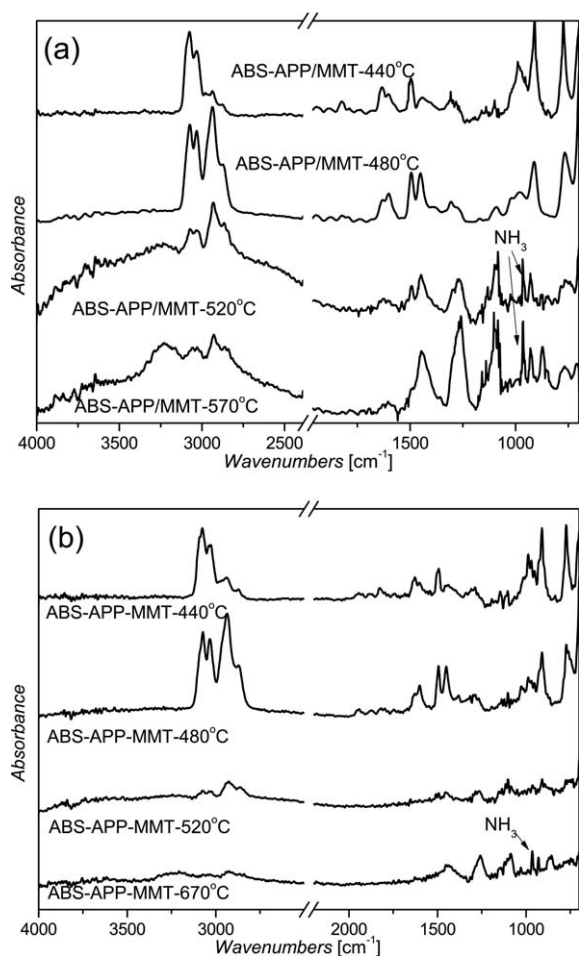 (a)
ABS-APP/MMT-440°C
ABS-APP/MMT-480°C
NH3
ABS-APP/MMT-520°C
ABS-APP/MMT-570°C
Absorbance
4000 3500 3000 2500 1500 1000
Wavenumbers [cm-1]
(b)
ABS-APP-MMT-440°C
ABS-APP-MMT-480°C
ABS-APP-MMT-520°C
NH3
ABS-APP-MMT-670°C
Absorbance
4000 3500 3000 2500 2000 1500 1000
Wavenumbers [cm-1]